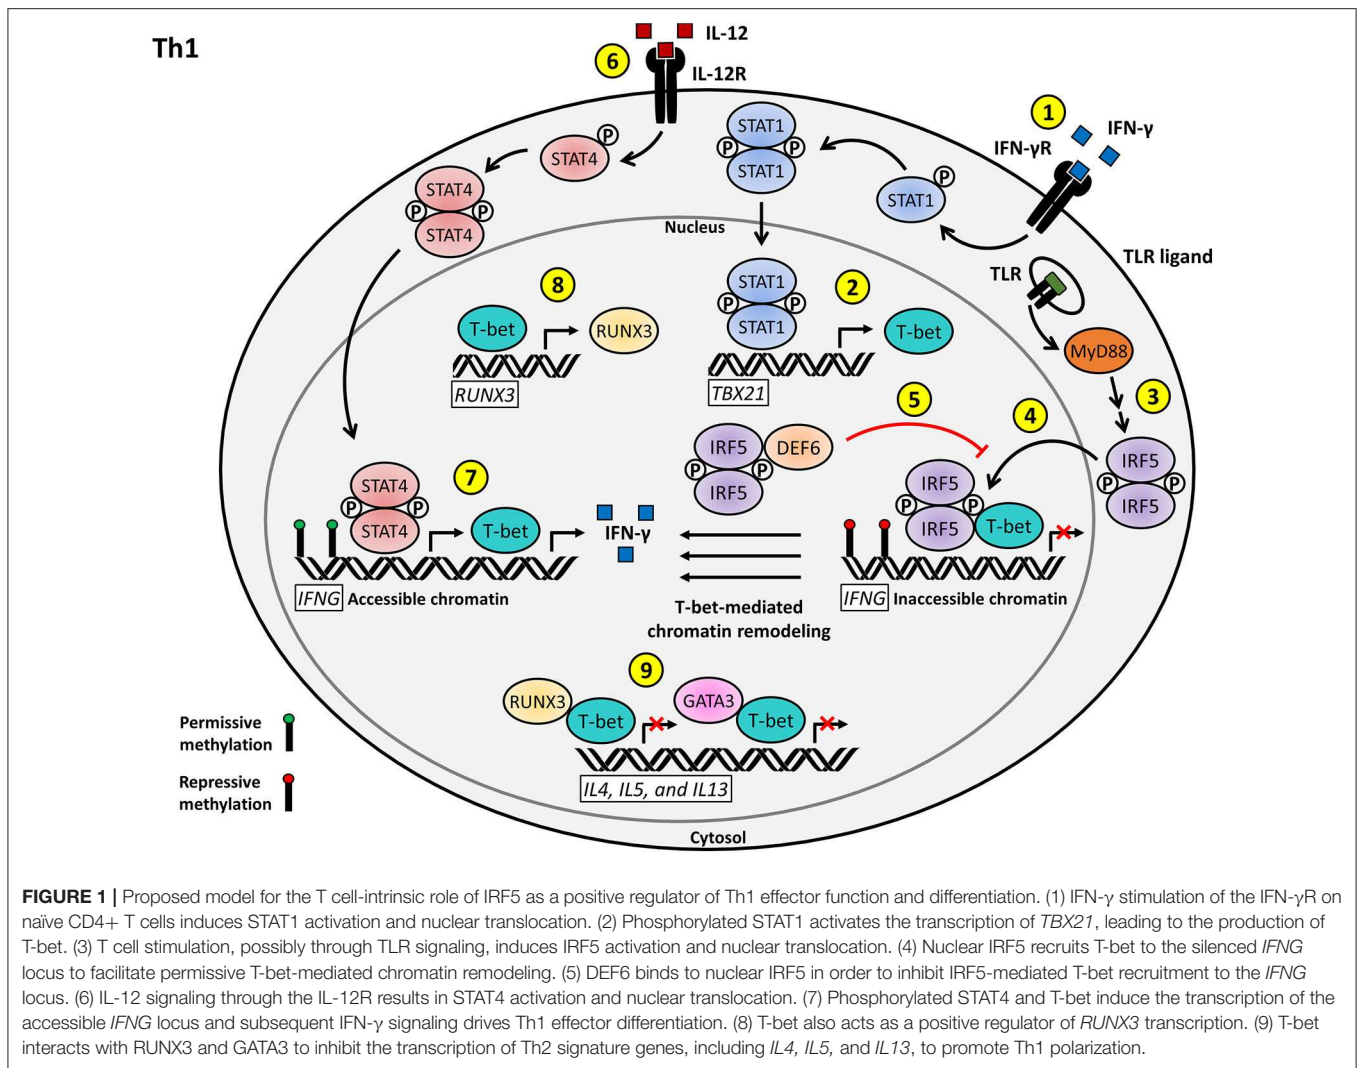 Th1
6
IL-12
IL-12R
1
IFN-γ
IFN-γR
P
STAT4
STAT4
P P
STAT4
STAT1
P P
STAT1
P
STAT1
Nucleus
TLR ligand
TLR
MyD88
3
8
T-bet
RUNX3
RUNX3
STAT1
P P
STAT1
2
T-bet
TBX21
5
4
IRF5
DEF6
P P
IRF5
IRF5
P P
IRF5
IRF5
P P
IRF5
T-bet
7
STAT4
P P
STAT4
T-bet
IFN-γ
IFNG
Accessible chromatin
T-bet-mediated
chromatin remodeling
IFNG
Inaccessible chromatin
9
RUNX3
T-bet
GATA3
T-bet
IL4, IL5, and IL13
Permissive
methylation
Repressive
methylation
Cytosol
FIGURE 1 | Proposed model for the T cell-intrinsic role of IRF5 as a positive regulator of Th1 effector function and differentiation. (1) IFN-γ stimulation of the IFN-γR on
naïve CD4+ T cells induces STAT1 activation and nuclear translocation. (2) Phosphorylated STAT1 activates the transcription of TBX21, leading to the production of
T-bet. (3) T cell stimulation, possibly through TLR signaling, induces IRF5 activation and nuclear translocation. (4) Nuclear IRF5 recruits T-bet to the silenced IFNG
locus to facilitate permissive T-bet-mediated chromatin remodeling. (5) DEF6 binds to nuclear IRF5 in order to inhibit IRF5-mediated T-bet recruitment to the IFNG
locus. (6) IL-12 signaling through the IL-12R results in STAT4 activation and nuclear translocation. (7) Phosphorylated STAT4 and T-bet induce the transcription of the
accessible IFNG locus and subsequent IFN-γ signaling drives Th1 effector differentiation. (8) T-bet also acts as a positive regulator of RUNX3 transcription. (9) T-bet
interacts with RUNX3 and GATA3 to inhibit the transcription of Th2 signature genes, including IL4, IL5, and IL13, to promote Th1 polarization.